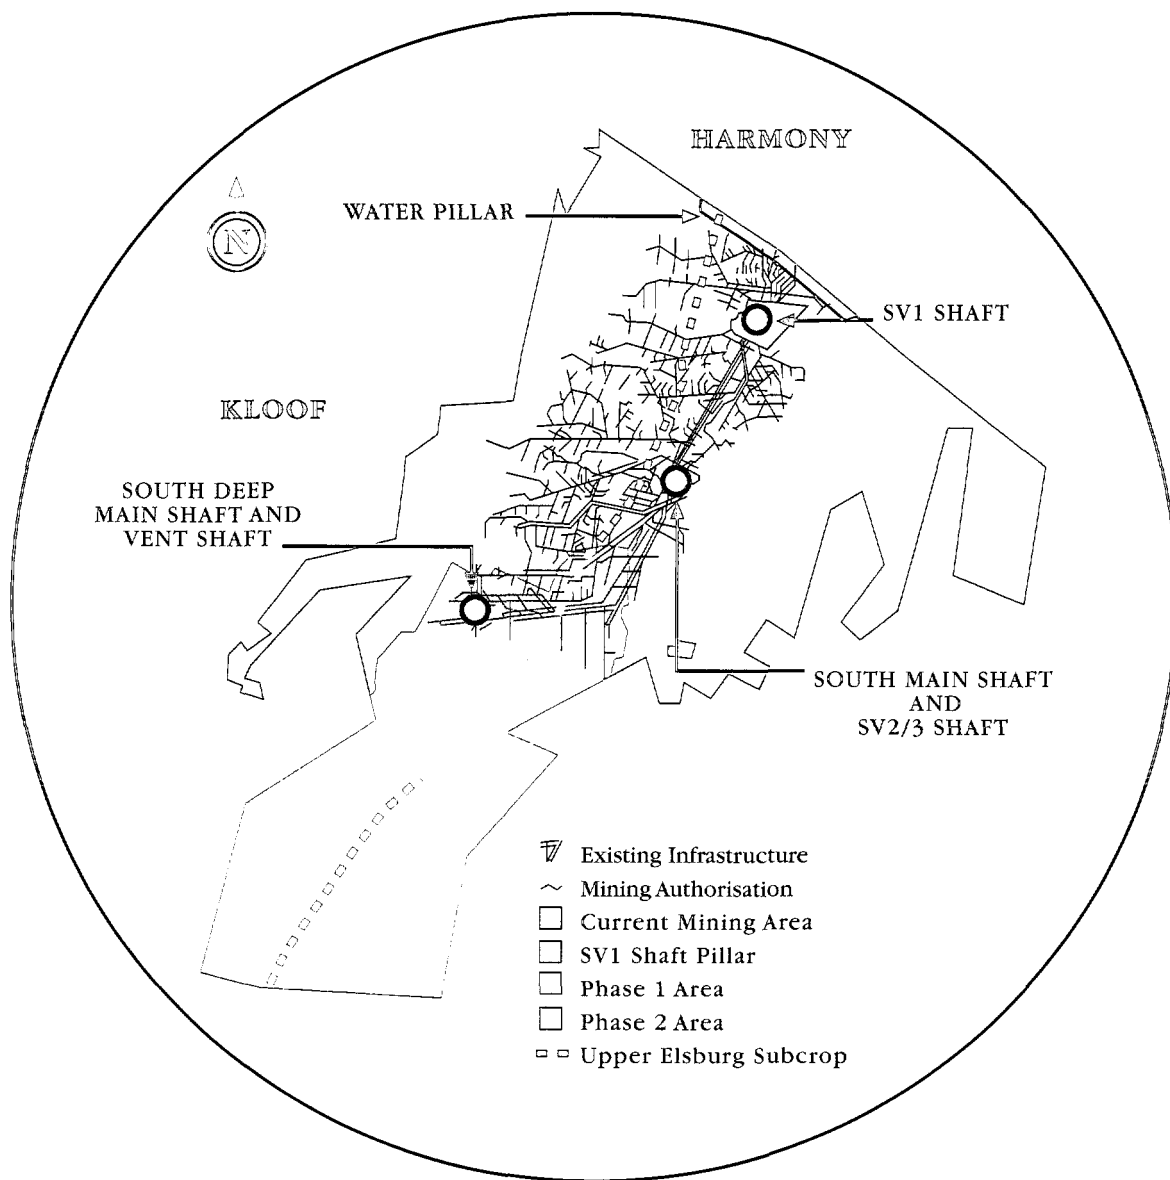 HARMONY
WATER PILLAR
N
SV1 SHAFT
KLOOF
SOUTH DEEP
MAIN SHAFT AND
VENT SHAFT
SOUTH MAIN SHAFT
AND
SV2/3 SHAFT
Existing Infrastructure
Mining Authorisation
Current Mining Area
SV1 Shaft Pillar
Phase 1 Area
Phase 2 Area
Upper Elsburg Subcrop